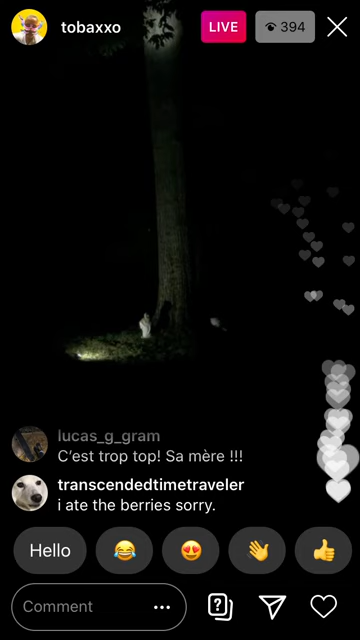 tobaxxo
LIVE
394
lucas_g_gram
C'est trop top! Sa mère !!!
transcendedtimetraveler
i ate the berries sorry.
Hello
Comment